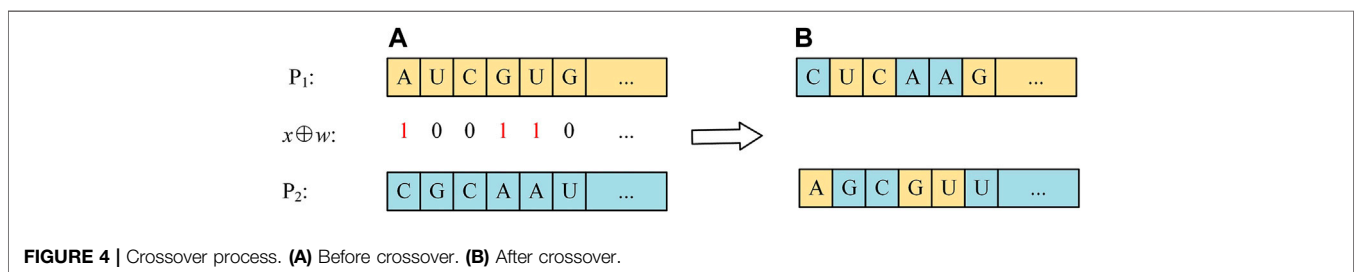 A B
P₁: A U C G U G ... C U C A A G ...
x⊕w: 1 0 0 1 1 0 ...
P₂: C G C A A U ... A G C G U U ...
FIGURE 4 | Crossover process. (A) Before crossover. (B) After crossover.